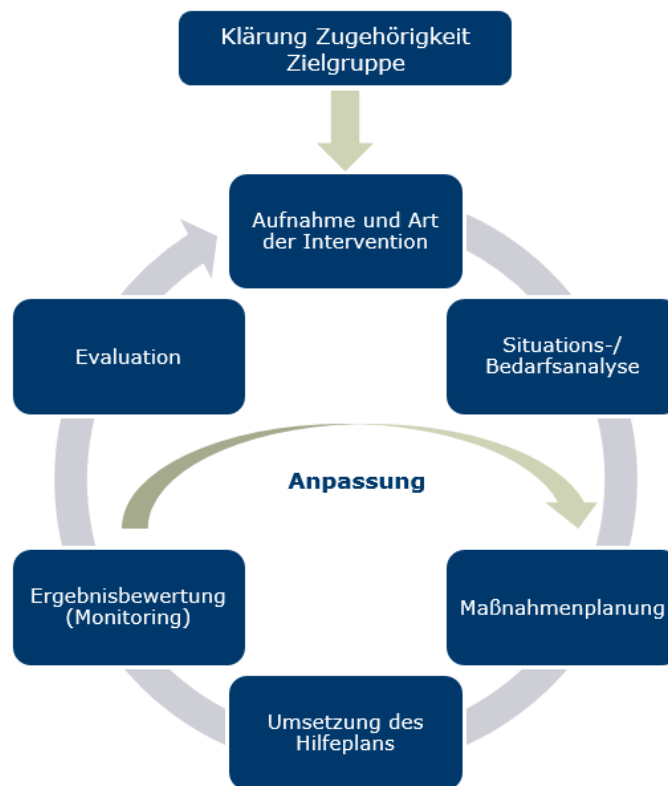 Klärung Zugehörigkeit
Zielgruppe
Aufnahme und Art
der Intervention
Situations-/
Bedarfsanalyse
Maßnahmenplanung
Umsetzung des
Hilfeplans
Ergebnisbewertung
(Monitoring)
Evaluation
Anpassung